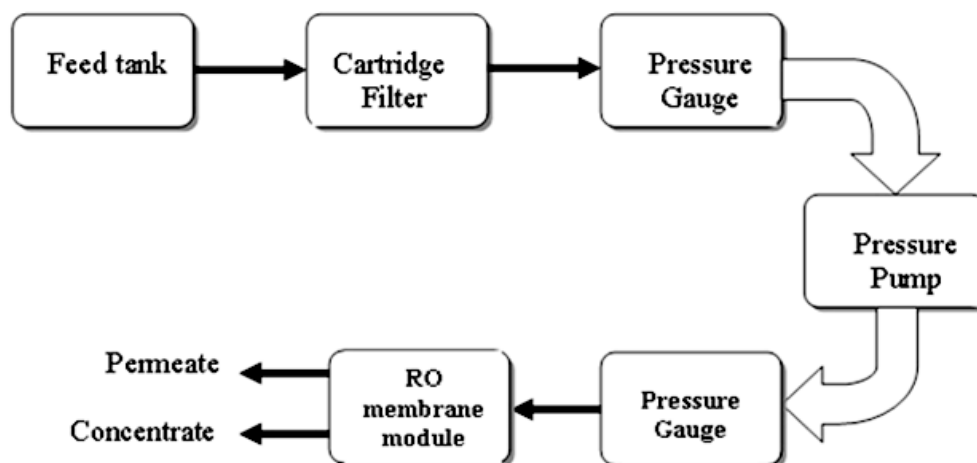 Feed tank
Cartridge
Filter
Pressure
Gauge
Pressure
Pump
Pressure
Gauge
RO
membrane
module
Permeate
Concentrate